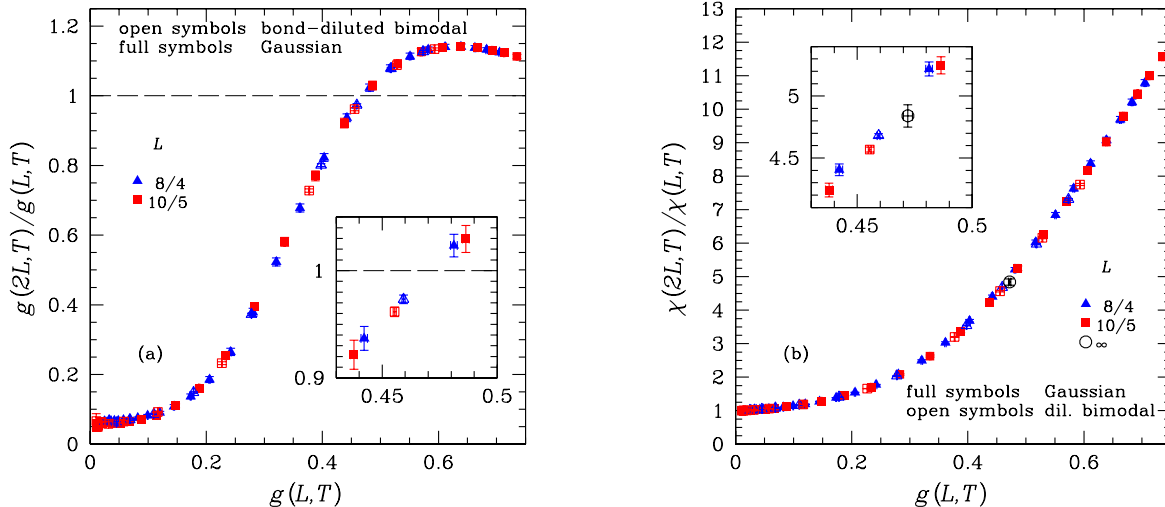 open symbols bond−diluted bimodal
full symbols Gaussian
L
8/4
10/5
(a)
g(2L,T)/g(L,T)
0
0.2
0.4
0.6
0.8
1
1.2
0 0.2 0.4 0.6
g(L,T)
1
0.9
0.45 0.5
χ(2L,T)/χ(L,T)
0
1
2
3
4
5
6
7
8
9
10
11
12
13
0 0.2 0.4 0.6
g(L,T)
5
4.5
0.45 0.5
L
8/4
10/5
∞
(b)
full symbols Gaussian
open symbols dil. bimodal